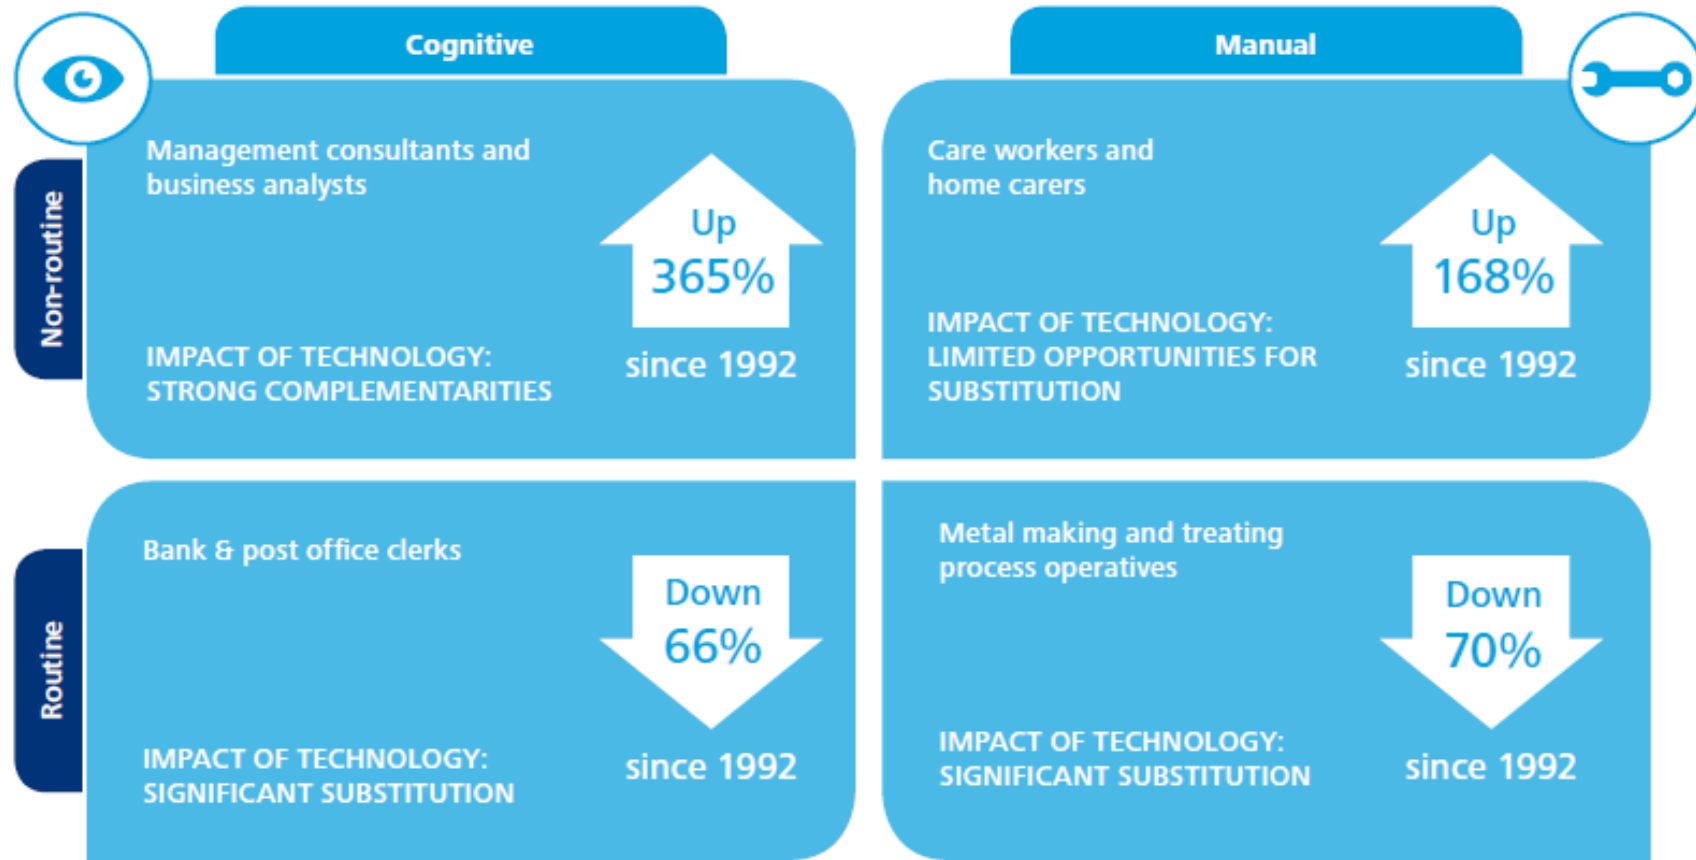 Cognitive
Manual
Non-routine
Management consultants and
business analysts
Up
365%
since 1992
IMPACT OF TECHNOLOGY:
STRONG COMPLEMENTARITIES
Care workers and
home carers
Up
168%
since 1992
IMPACT OF TECHNOLOGY:
LIMITED OPPORTUNITIES FOR
SUBSTITUTION
Routine
Bank & post office clerks
Down
66%
since 1992
IMPACT OF TECHNOLOGY:
SIGNIFICANT SUBSTITUTION
Metal making and treating
process operatives
Down
70%
since 1992
IMPACT OF TECHNOLOGY:
SIGNIFICANT SUBSTITUTION